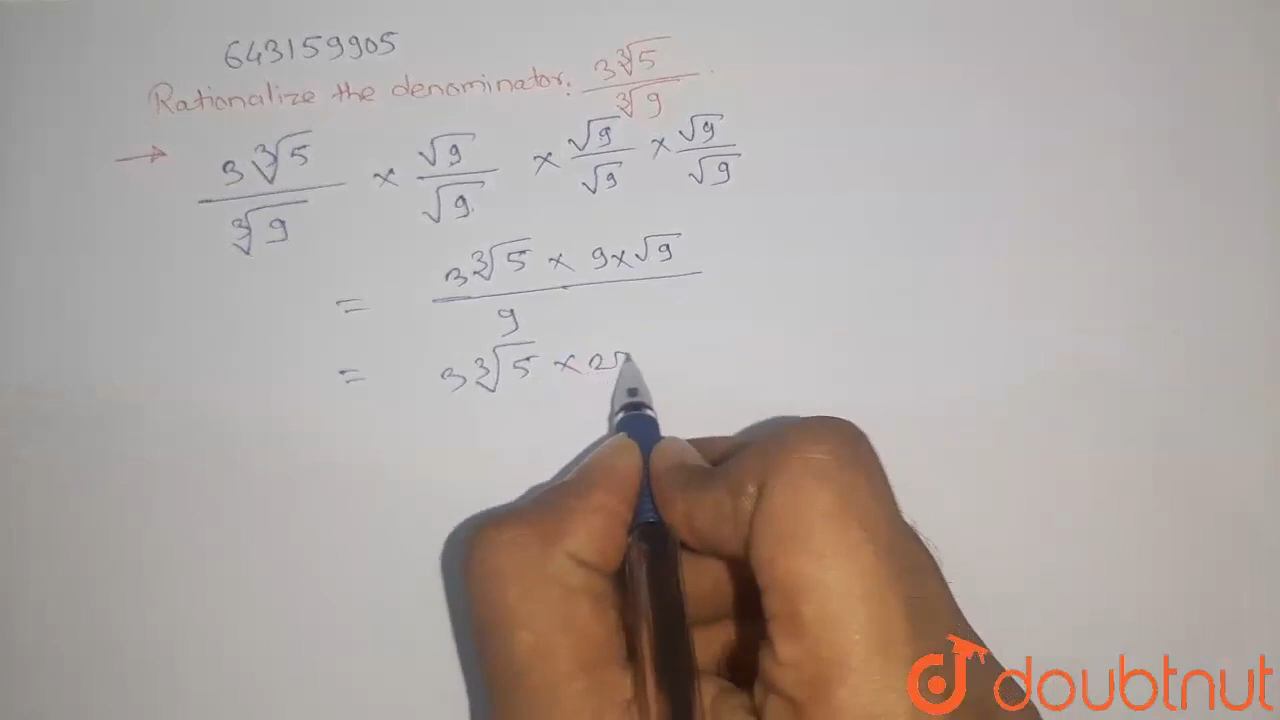 643159905
Rationalize the denominator: 3∛5/∛9.
→ 3∛5/∛9 × √9/√9 × √9/√9 × √9/√9
= 3∛5 × 9×√9/9
= 3∛5 × 2
doubtnut